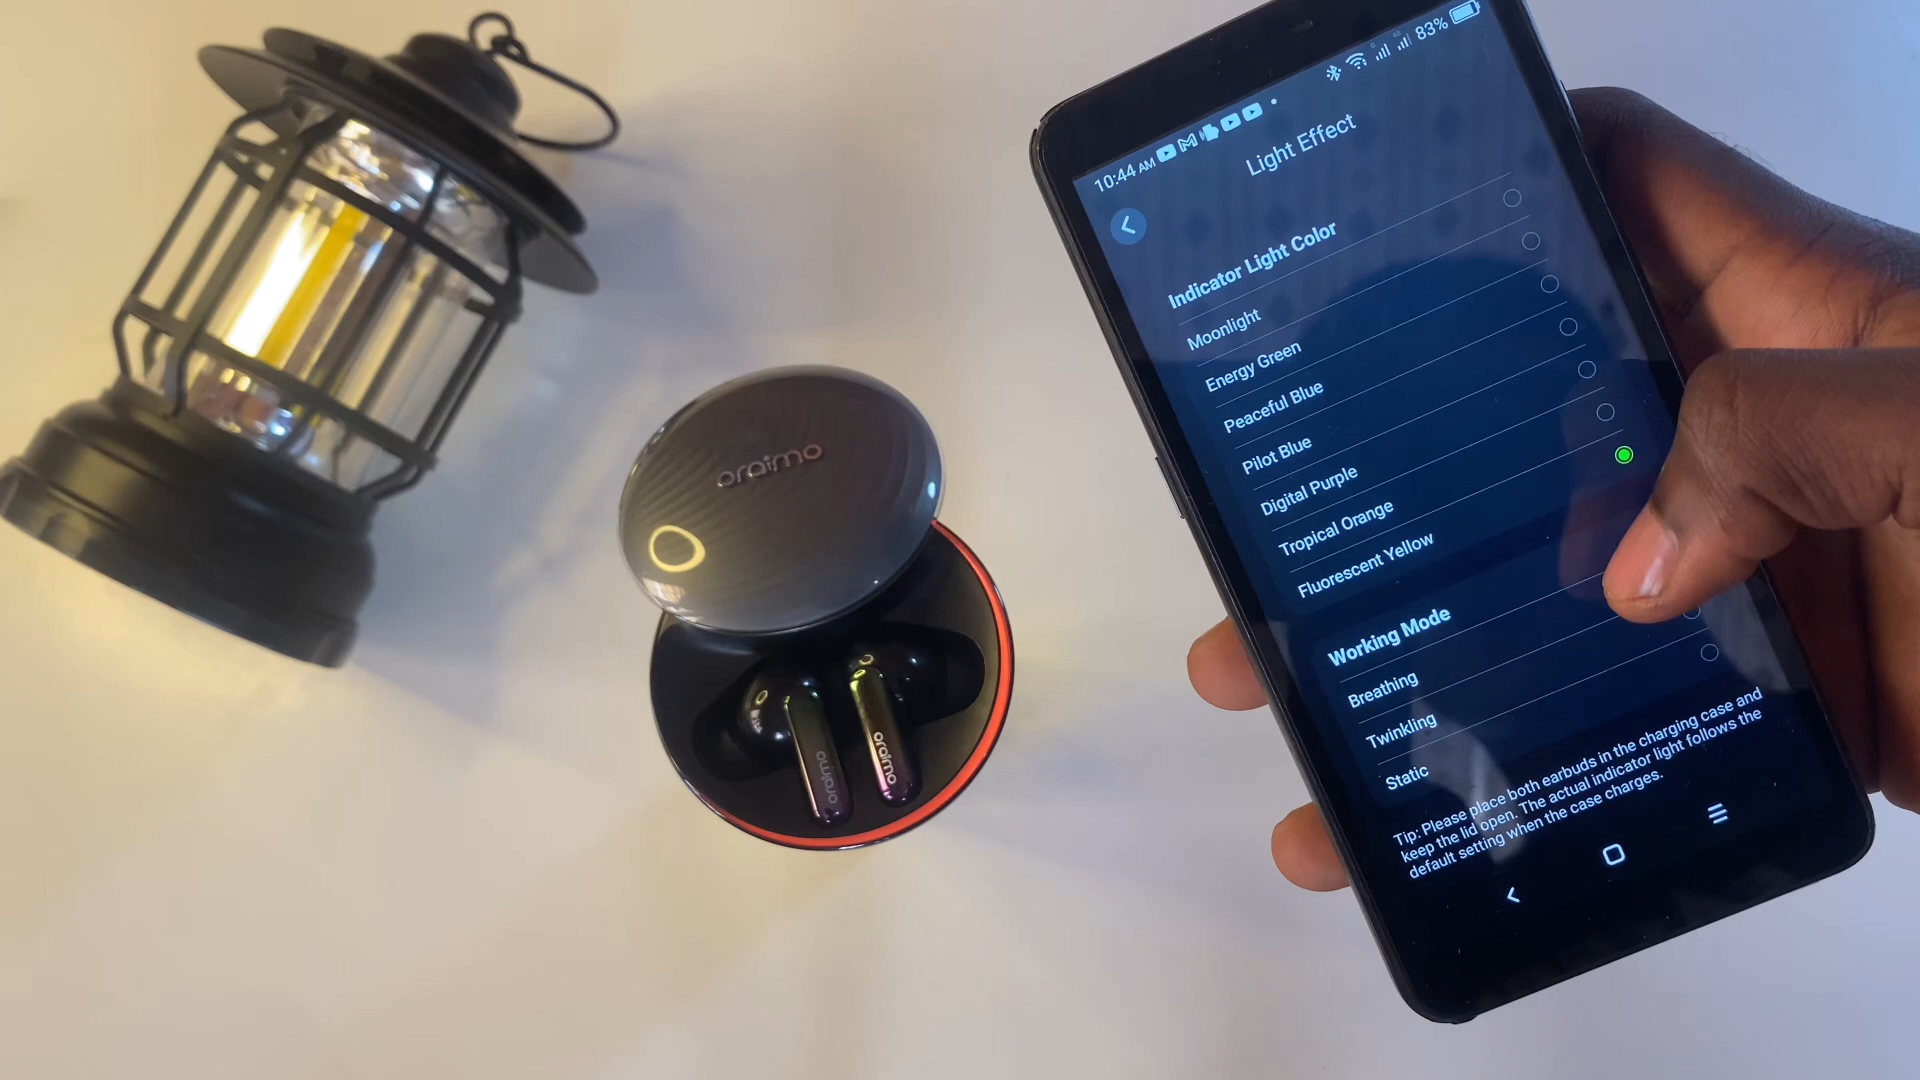 oraimo
oraimo
oraimo
10:44 AM
83%
Light Effect
Indicator Light Color
Moonlight
Energy Green
Peaceful Blue
Pilot Blue
Digital Purple
Tropical Orange
Fluorescent Yellow
Working Mode
Breathing
Twinkling
Static
Tip: Please place both earbuds in the charging case and
keep the lid open. The actual indicator light follows the
default setting when the case charges.